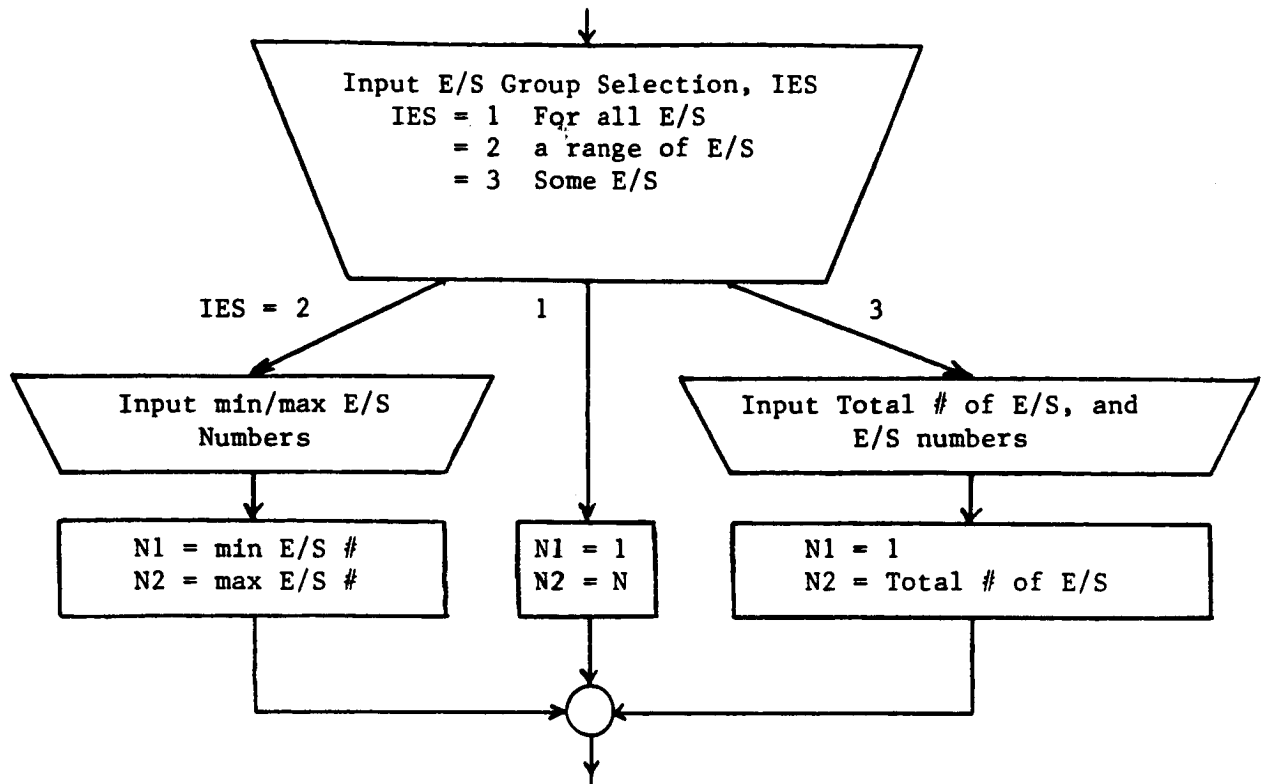 Input E/S Group Selection, IES
IES = 1 For all E/S
= 2 a range of E/S
= 3 Some E/S
IES = 2
1
3
Input min/max E/S
Numbers
Input Total # of E/S, and
E/S numbers
N1 = min E/S #
N2 = max E/S #
N1 = 1
N2 = N
N1 = 1
N2 = Total # of E/S